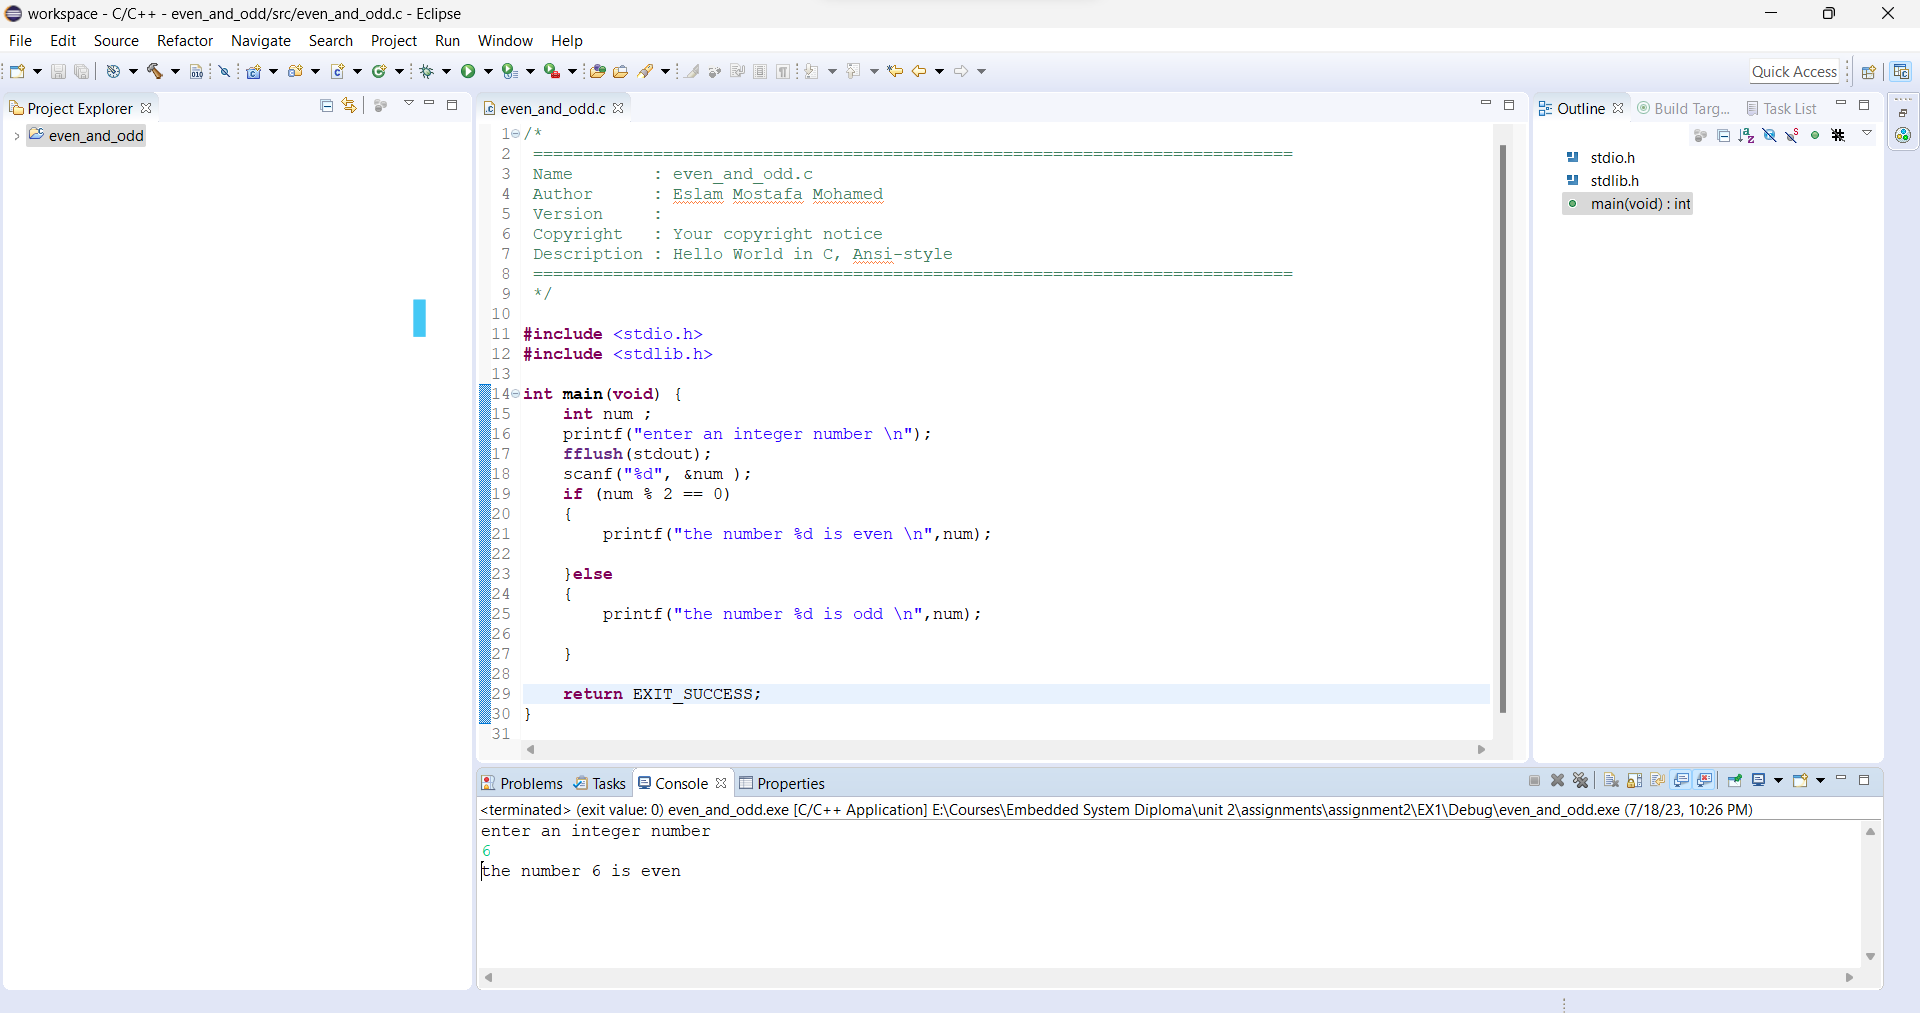 workspace - C/C++ - even_and_odd/src/even_and_odd.c - Eclipse
File Edit Source Refactor Navigate Search Project Run Window Help
Quick Access
Project Explorer
even_and_odd
even_and_odd.c
1 /*
2 ============================================================================
3 Name        : even_and_odd.c
4 Author      : Eslam Mostafa Mohamed
5 Version     :
6 Copyright   : Your copyright notice
7 Description : Hello World in C, Ansi-style
8 ============================================================================
9 */
10
11 #include <stdio.h>
12 #include <stdlib.h>
13
14 int main(void) {
15     int num ;
16     printf("enter an integer number \n");
17     fflush(stdout);
18     scanf("%d", &num );
19     if (num % 2 == 0)
20     {
21         printf("the number %d is even \n",num);
22
23     }else
24     {
25         printf("the number %d is odd \n",num);
26
27     }
28
29     return EXIT_SUCCESS;
30 }
31
Outline Build Targ... Task List
stdio.h
stdlib.h
main(void) : int
Problems Tasks Console Properties
<terminated> (exit value: 0) even_and_odd.exe [C/C++ Application] E:\Courses\Embedded System Diploma\unit 2\assignments\assignment2\EX1\Debug\even_and_odd.exe (7/18/23, 10:26 PM)
enter an integer number
6
the number 6 is even